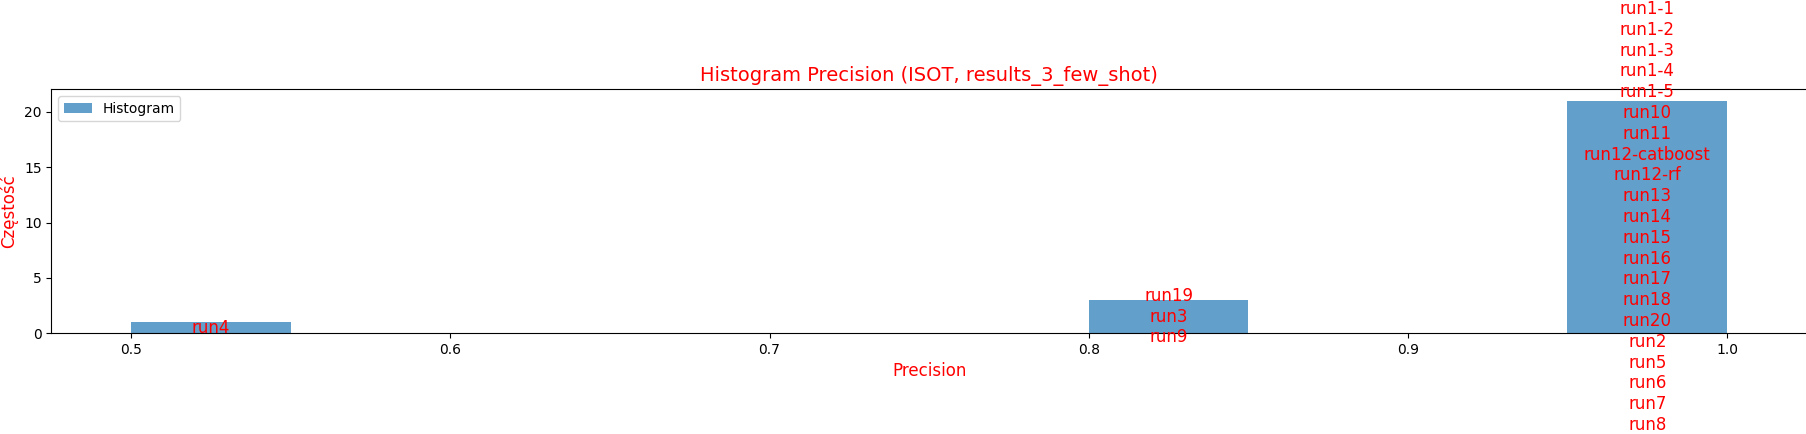 run1-1
run1-2
run1-3
run1-4
run1-5
run10
run11
run12-catboost
run12-rf
run13
run14
run15
run16
run17
run18
run20
run2
run5
run6
run7
run8
Histogram Precision (ISOT, results_3_few_shot)
Histogram
Częstość
20
15
10
5
0
run4
run19
run3
run9
0.5
0.6
0.7
0.8
0.9
1.0
Precision